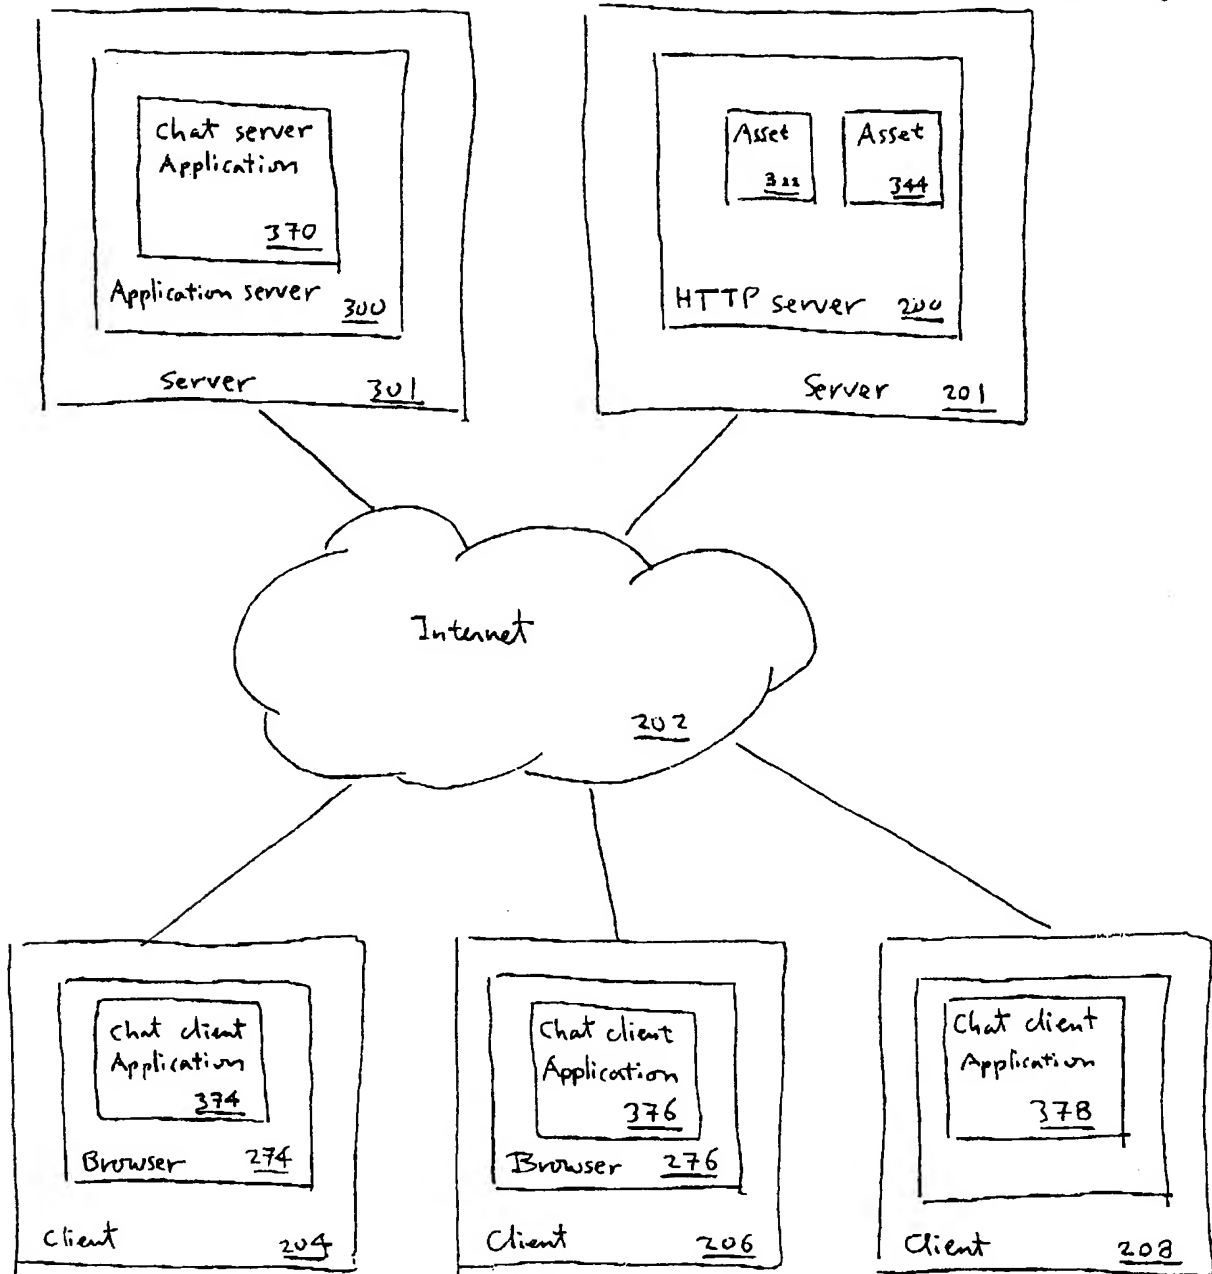 Chat server
Application
370
Application server 300
Server 301
Asset
322
Asset
344
HTTP server 200
Server 201
Internet
202
Chat client
Application
374
Browser 274
Client 204
Chat client
Application
376
Browser 276
Client 206
Chat client
Application
378
Client 208